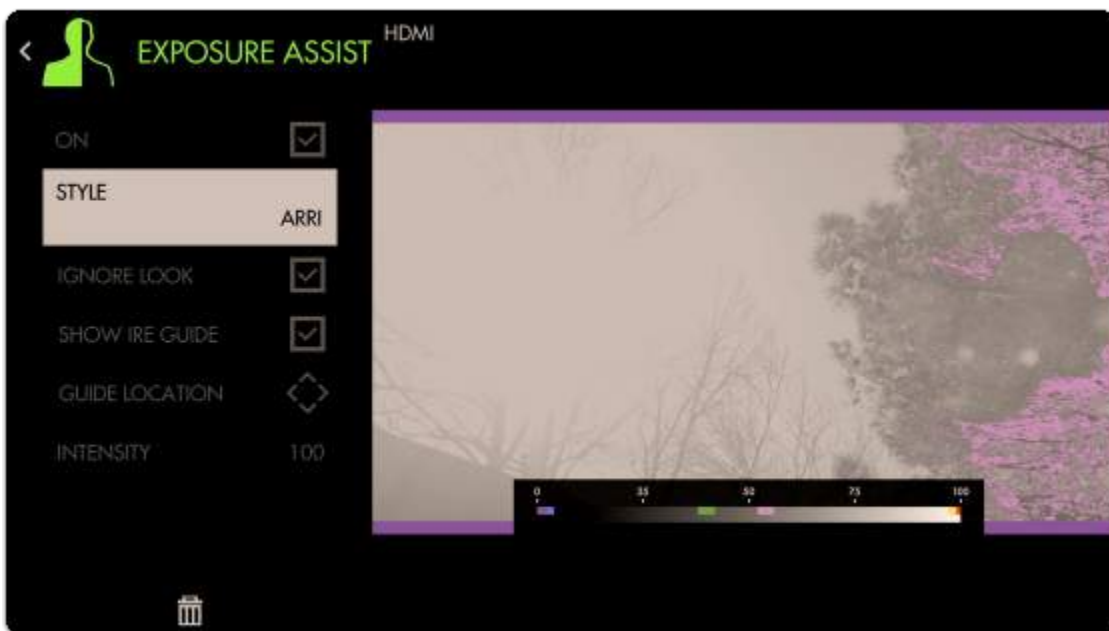 EXPOSURE ASSIST
HDMI
ON
STYLE
ARRI
IGNORE LOOK
SHOW IRE GUIDE
GUIDE LOCATION
INTENSITY 100
0 25 50 75 100